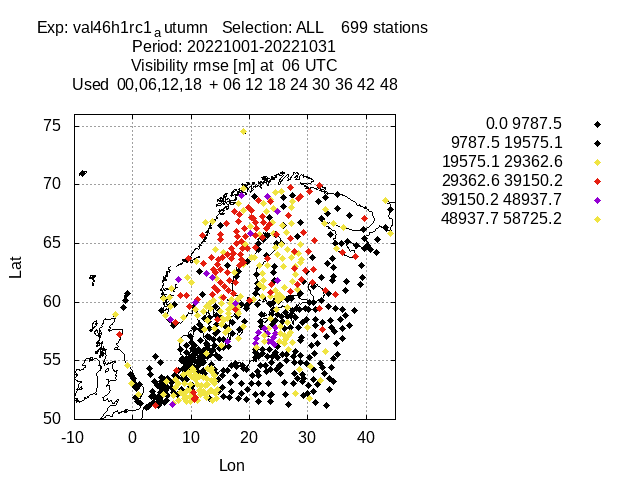 Exp: val46h1rc1autumn Selection: ALL 699 stations
Period: 20221001-20221031
Visibility rmse [m] at 06 UTC
Used 00,06,12,18 + 06 12 18 24 30 36 42 48
0.0 9787.5
9787.5 19575.1
19575.1 29362.6
29362.6 39150.2
39150.2 48937.7
48937.7 58725.2
75
70
65
60
55
50
Lat
-10 0 10 20 30 40
Lon